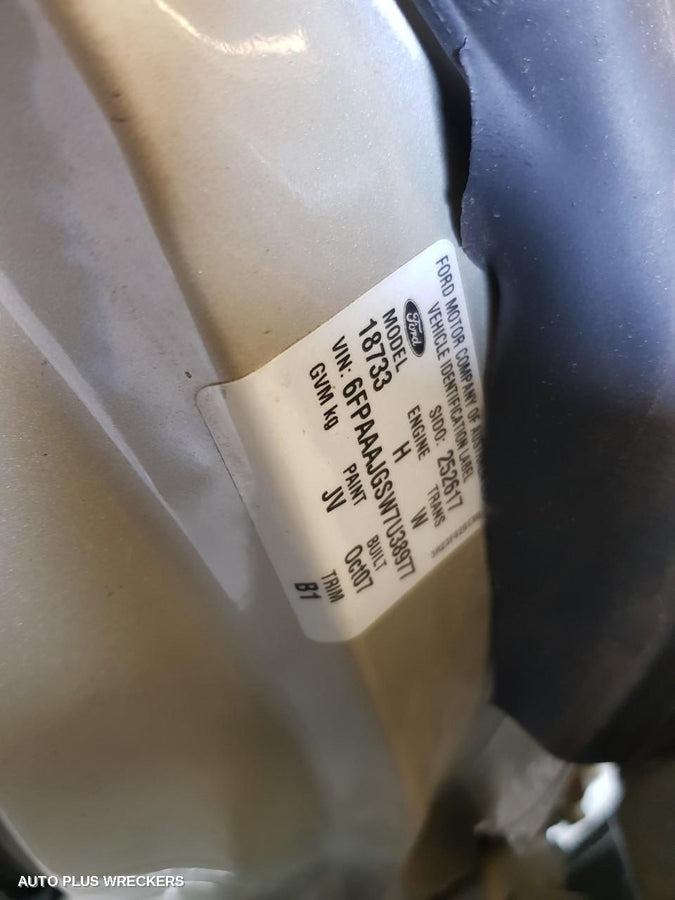 FORD MOTOR COMPANY OF
VEHICLE IDENTIFICATION LABEL
Ford
SIDO: 252617
MODEL ENGINE TRANS
18733 H W
VIN: 6FPAAAJGSW7U38977
GVM kg PAINT BUILT TRIM
JV Oct07 B1
AUTO PLUS WRECKERS